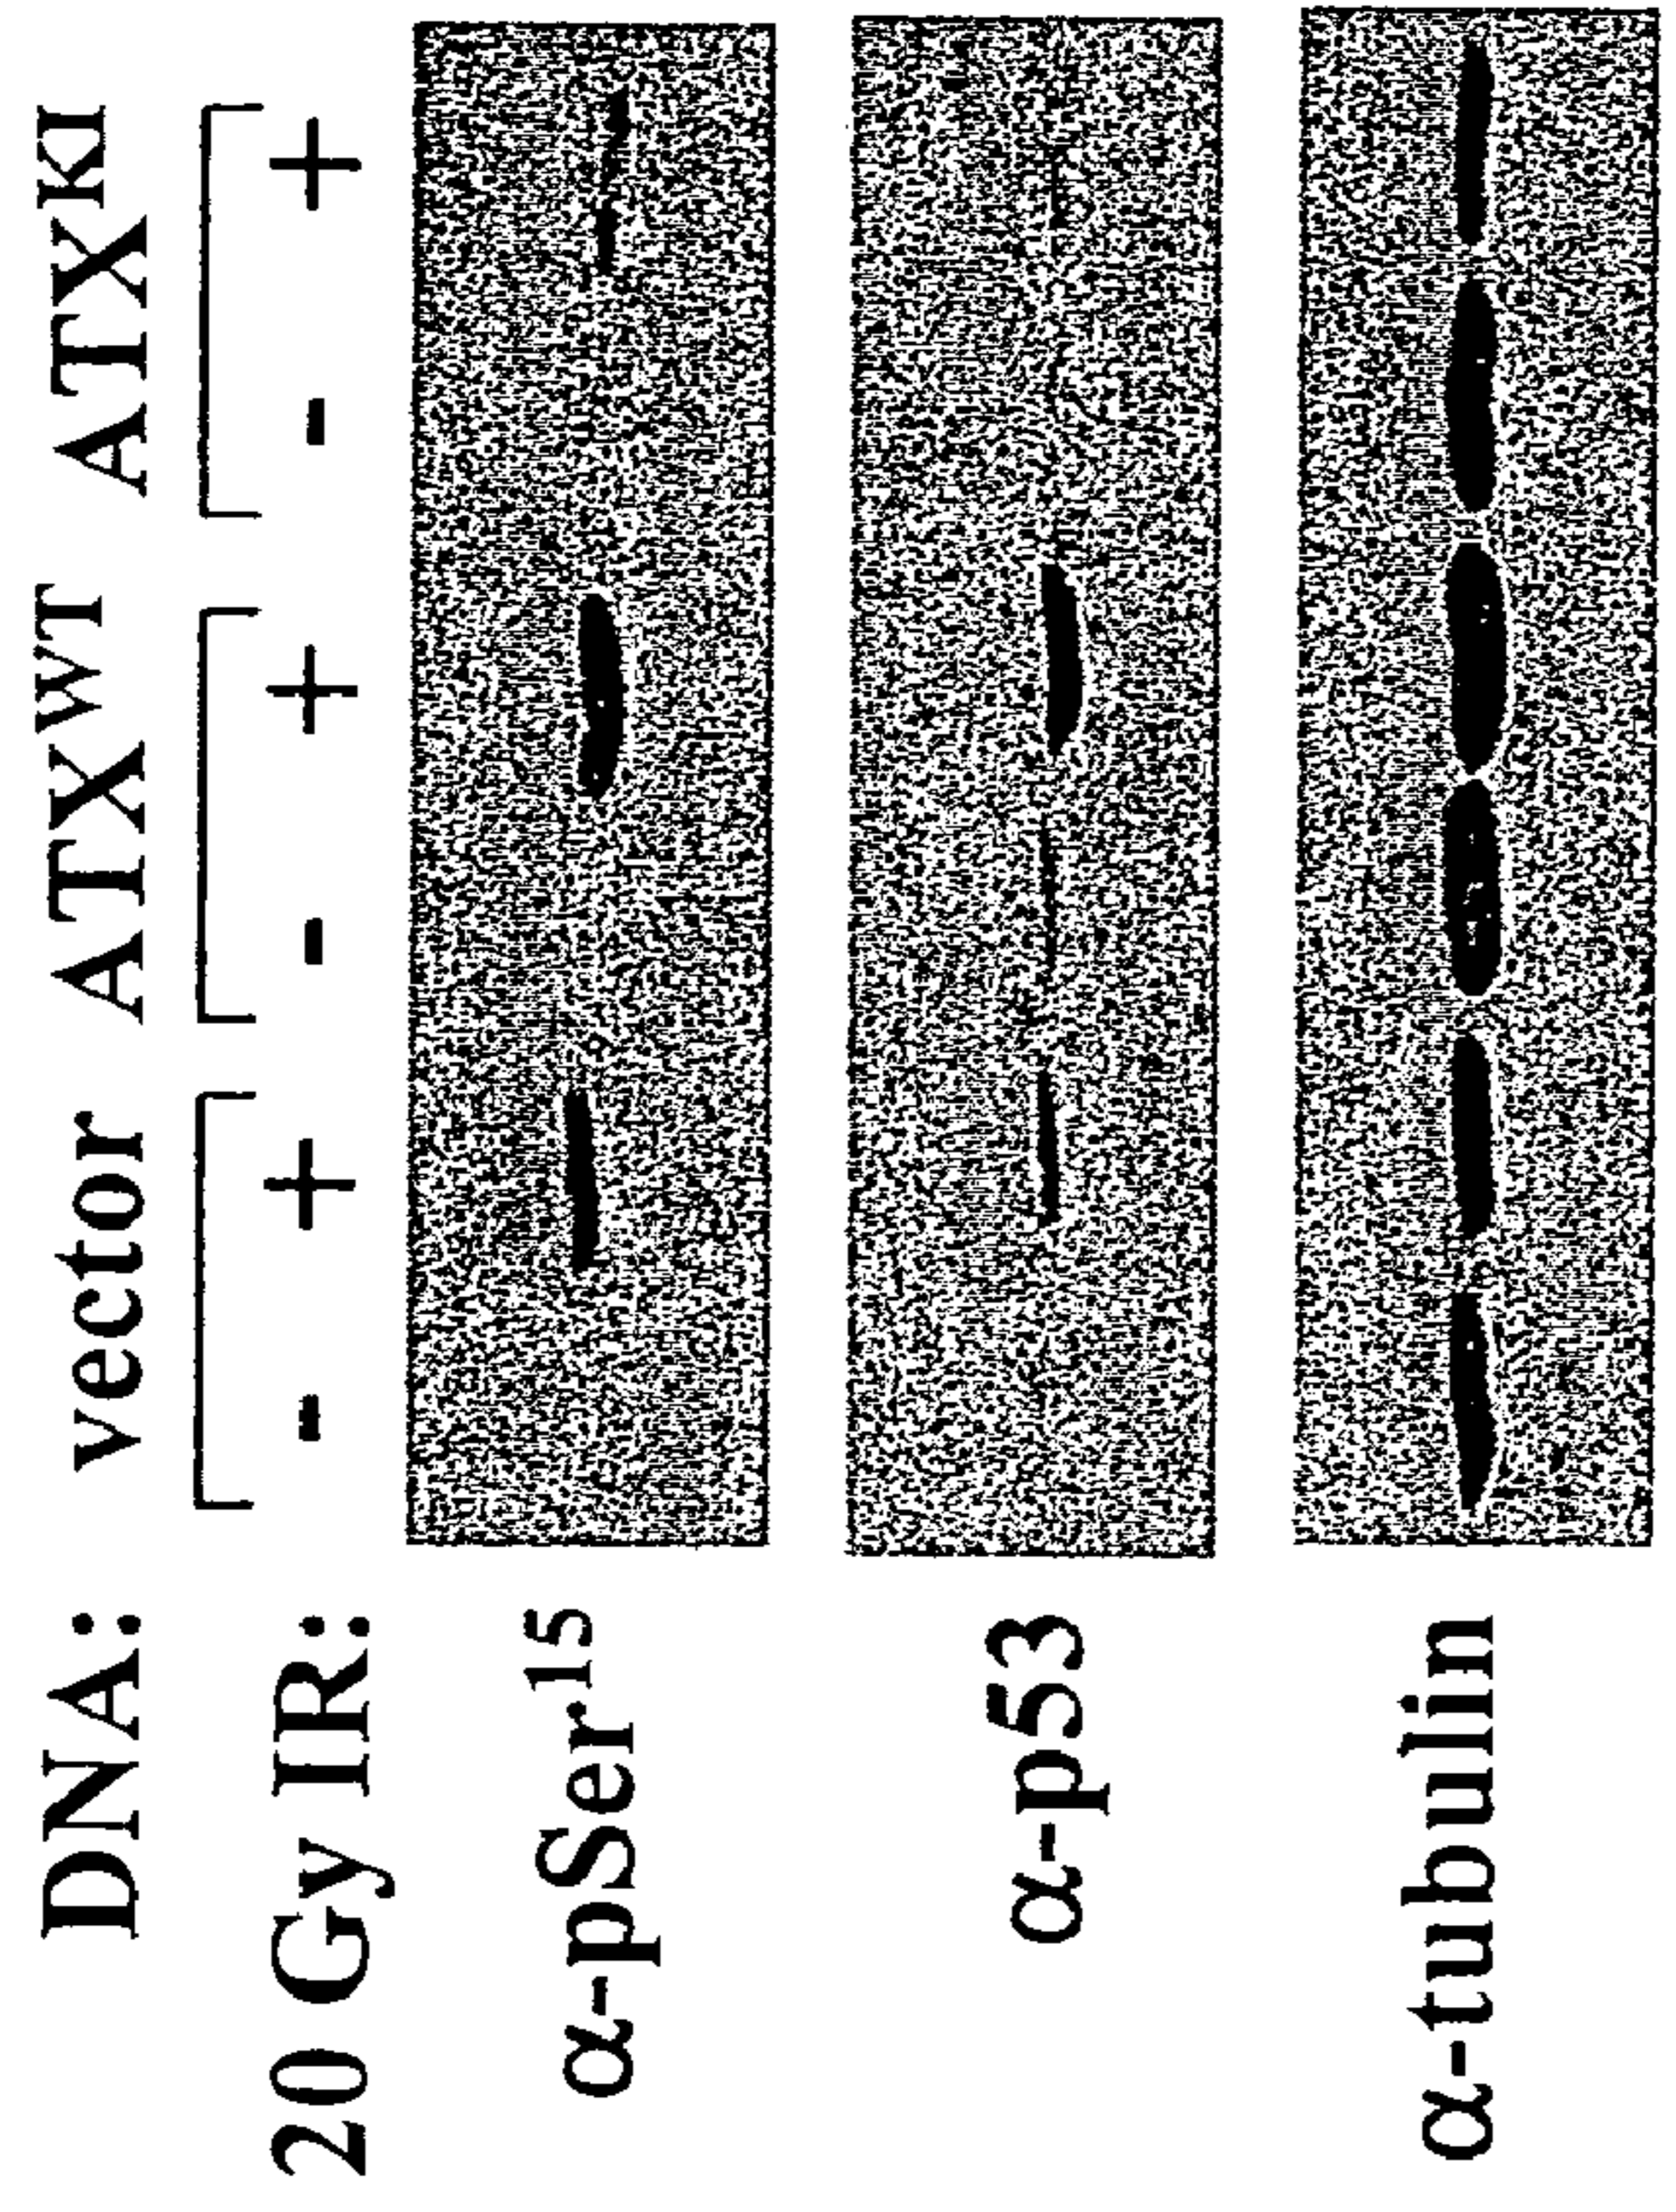 DNA: vector ATX^WT ATX^KI
20 Gy IR: - + - + - +
α-pSer^15
α-p53
α-tubulin